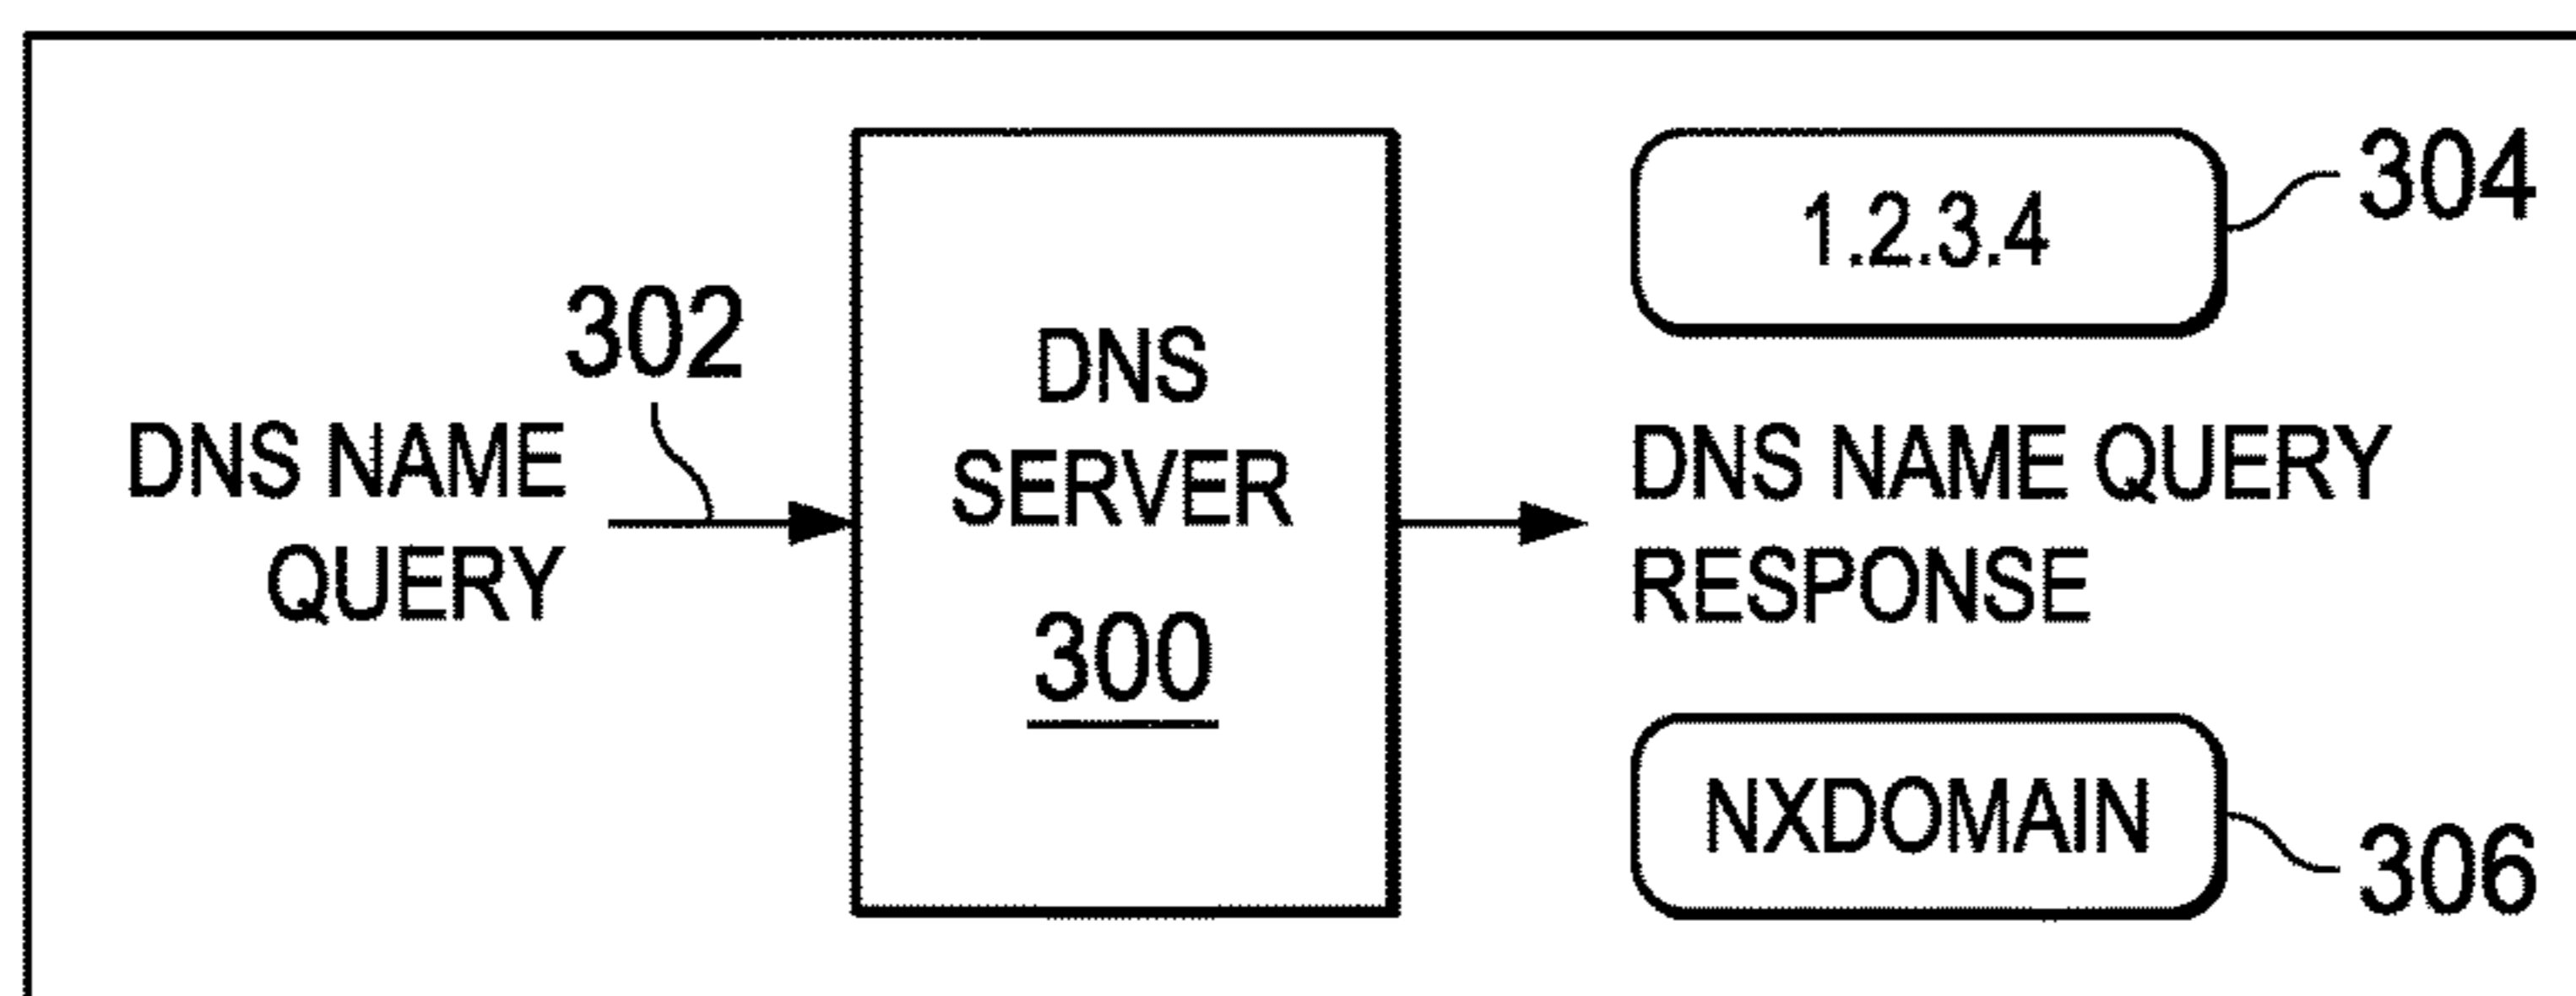 302
DNS NAME
QUERY
DNS
SERVER
300
1.2.3.4
304
DNS NAME QUERY
RESPONSE
NXDOMAIN
306